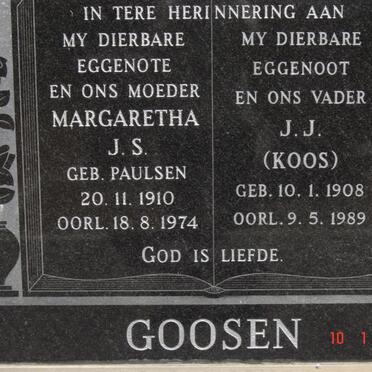 IN TERE HERINNERING AAN
MY DIERBARE
EGGENOTE
EN ONS MOEDER
MARGARETHA
J. S.
GEB. PAULSEN
20. 11. 1910
OORL. 18. 8. 1974
MY DIERBARE
EGGENOOT
EN ONS VADER
J. J.
(KOOS)
GEB. 10. 1. 1908
OORL. 9. 5. 1989
GOD IS LIEFDE.
GOOSEN
10 1